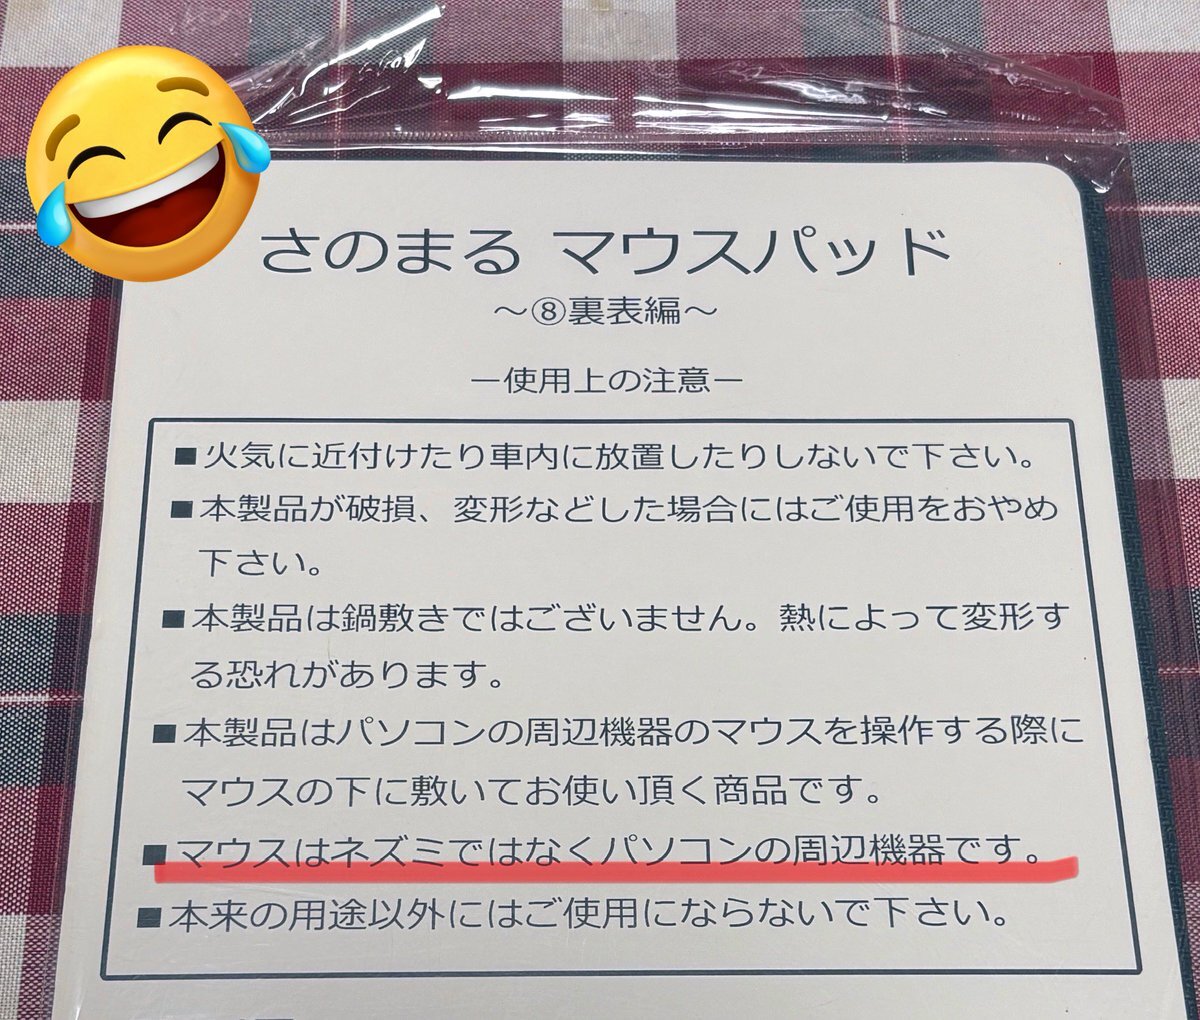 さのまる マウスパッド
～⑧裏表編～
ー使用上の注意ー
■火気に近付けたり車内に放置したりしないで下さい。
■本製品が破損、変形などした場合にはご使用をおやめ
下さい。
■本製品は鍋敷きではございません。熱によって変形す
る恐れがあります。
■本製品はパソコンの周辺機器のマウスを操作する際に
マウスの下に敷いてお使い頂く商品です。
■マウスはネズミではなくパソコンの周辺機器です。
■本来の用途以外にはご使用にならないで下さい。